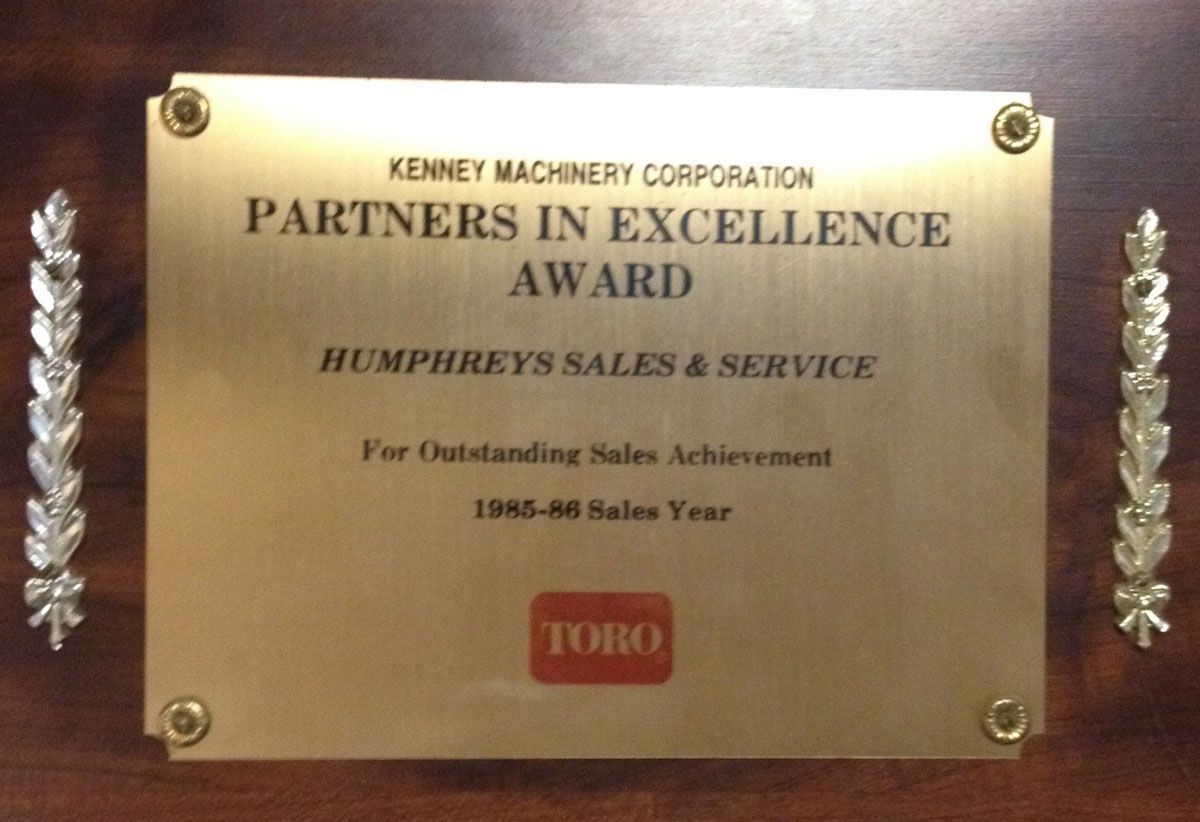 KENNEY MACHINERY CORPORATION
PARTNERS IN EXCELLENCE
AWARD
HUMPHREYS SALES & SERVICE
For Outstanding Sales Achievement
1985-86 Sales Year
TORO